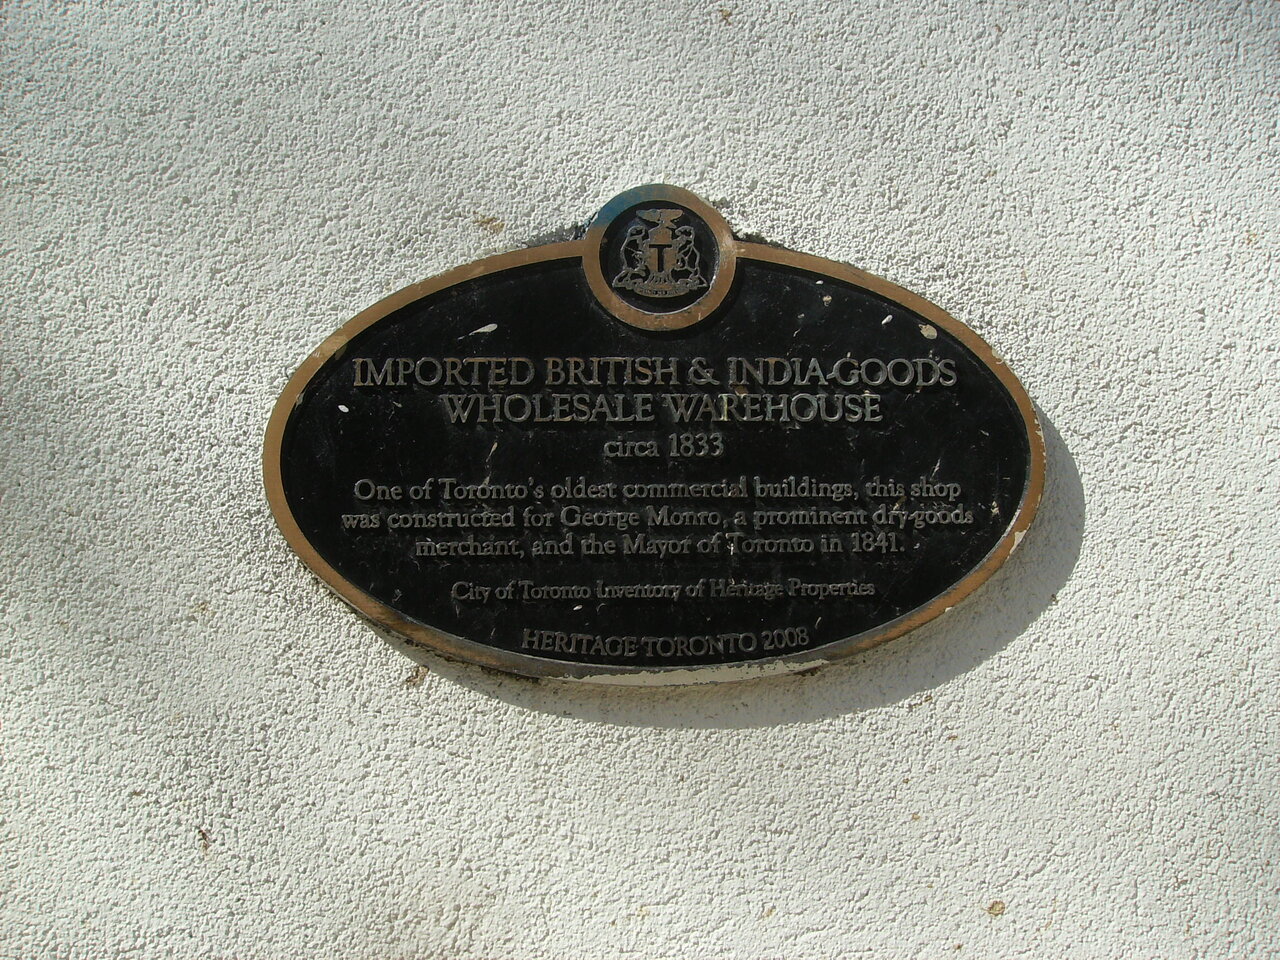 T
IMPORTED BRITISH & INDIA GOODS
WHOLESALE WAREHOUSE
circa 1833
One of Toronto's oldest commercial buildings, this shop
was constructed for George Monro, a prominent dry-goods
merchant, and the Mayor of Toronto in 1841.
City of Toronto Inventory of Heritage Properties
HERITAGE TORONTO 2008